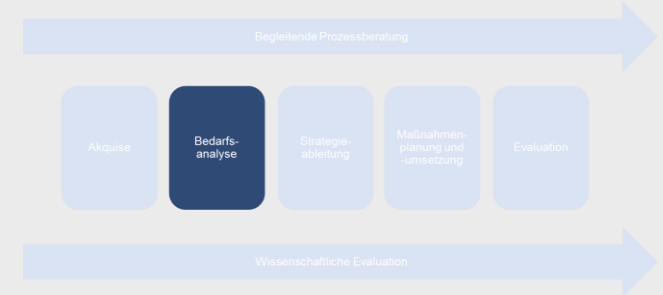 Begleitende Prozessberatung
Akquise
Bedarfs-
analyse
Strategie-
ableitung
Maßnahmen-
planung und
-umsetzung
Evaluation
Wissenschaftliche Evaluation